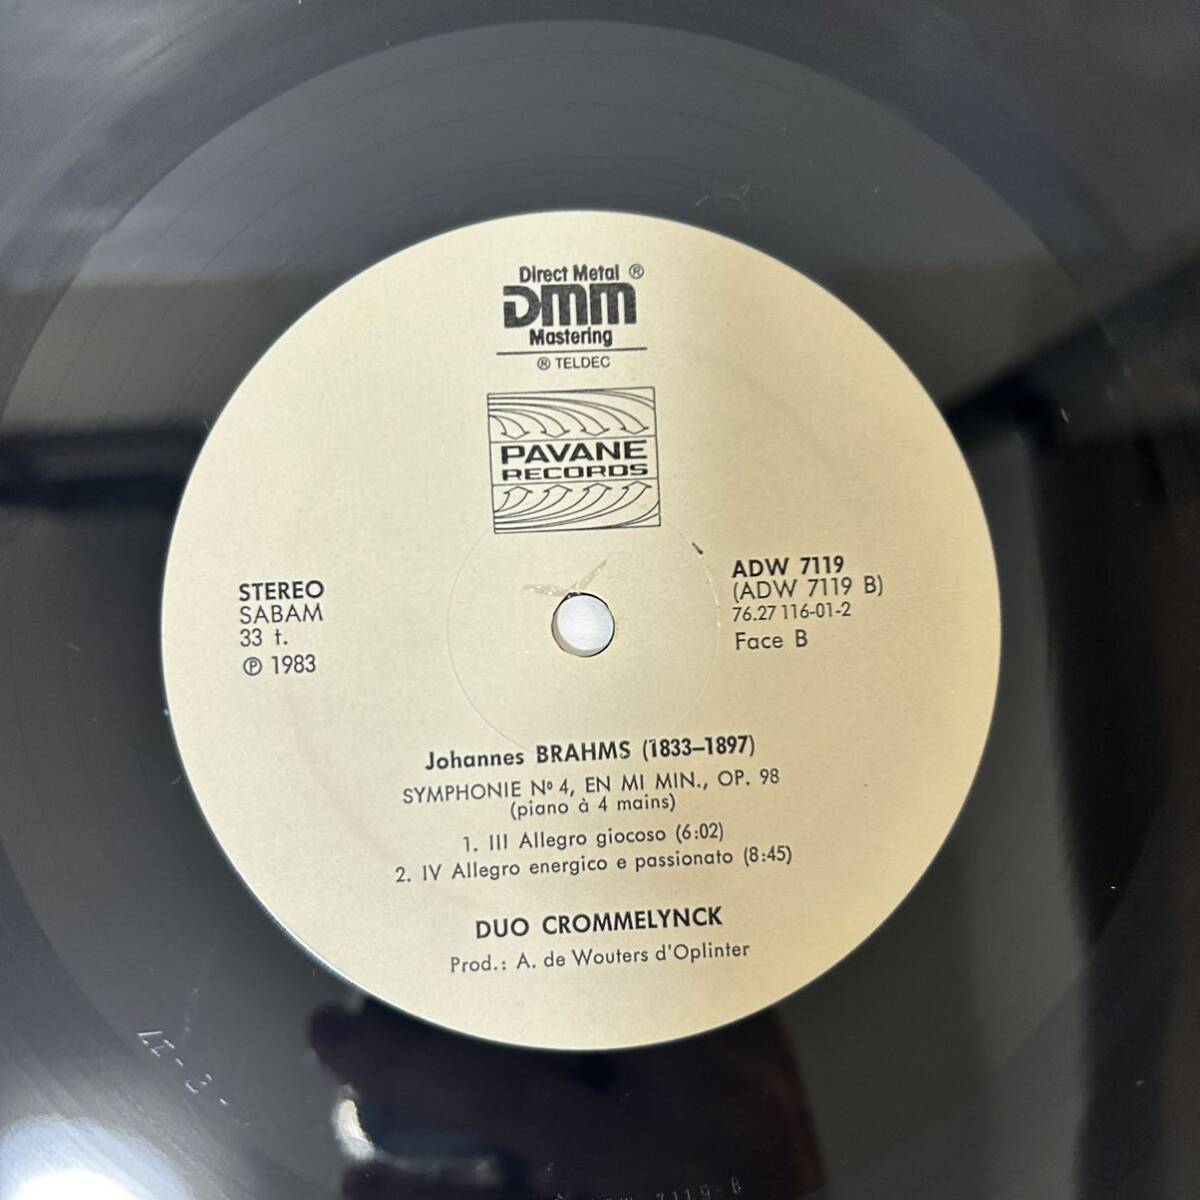 Direct Metal ®
DMM
Mastering
® TELDEC
PAVANE
RECORDS
STEREO
SABAM
33 t.
℗ 1983
ADW 7119
(ADW 7119 B)
76.27 116-01-2
Face B
Johannes BRAHMS (1833–1897)
SYMPHONIE Nº 4, EN MI MIN., OP. 98
(piano à 4 mains)
1. III Allegro giocoso (6:02)
2. IV Allegro energico e passionato (8:45)
DUO CROMMELYNCK
Prod.: A. de Wouters d'Oplinter
7119-B